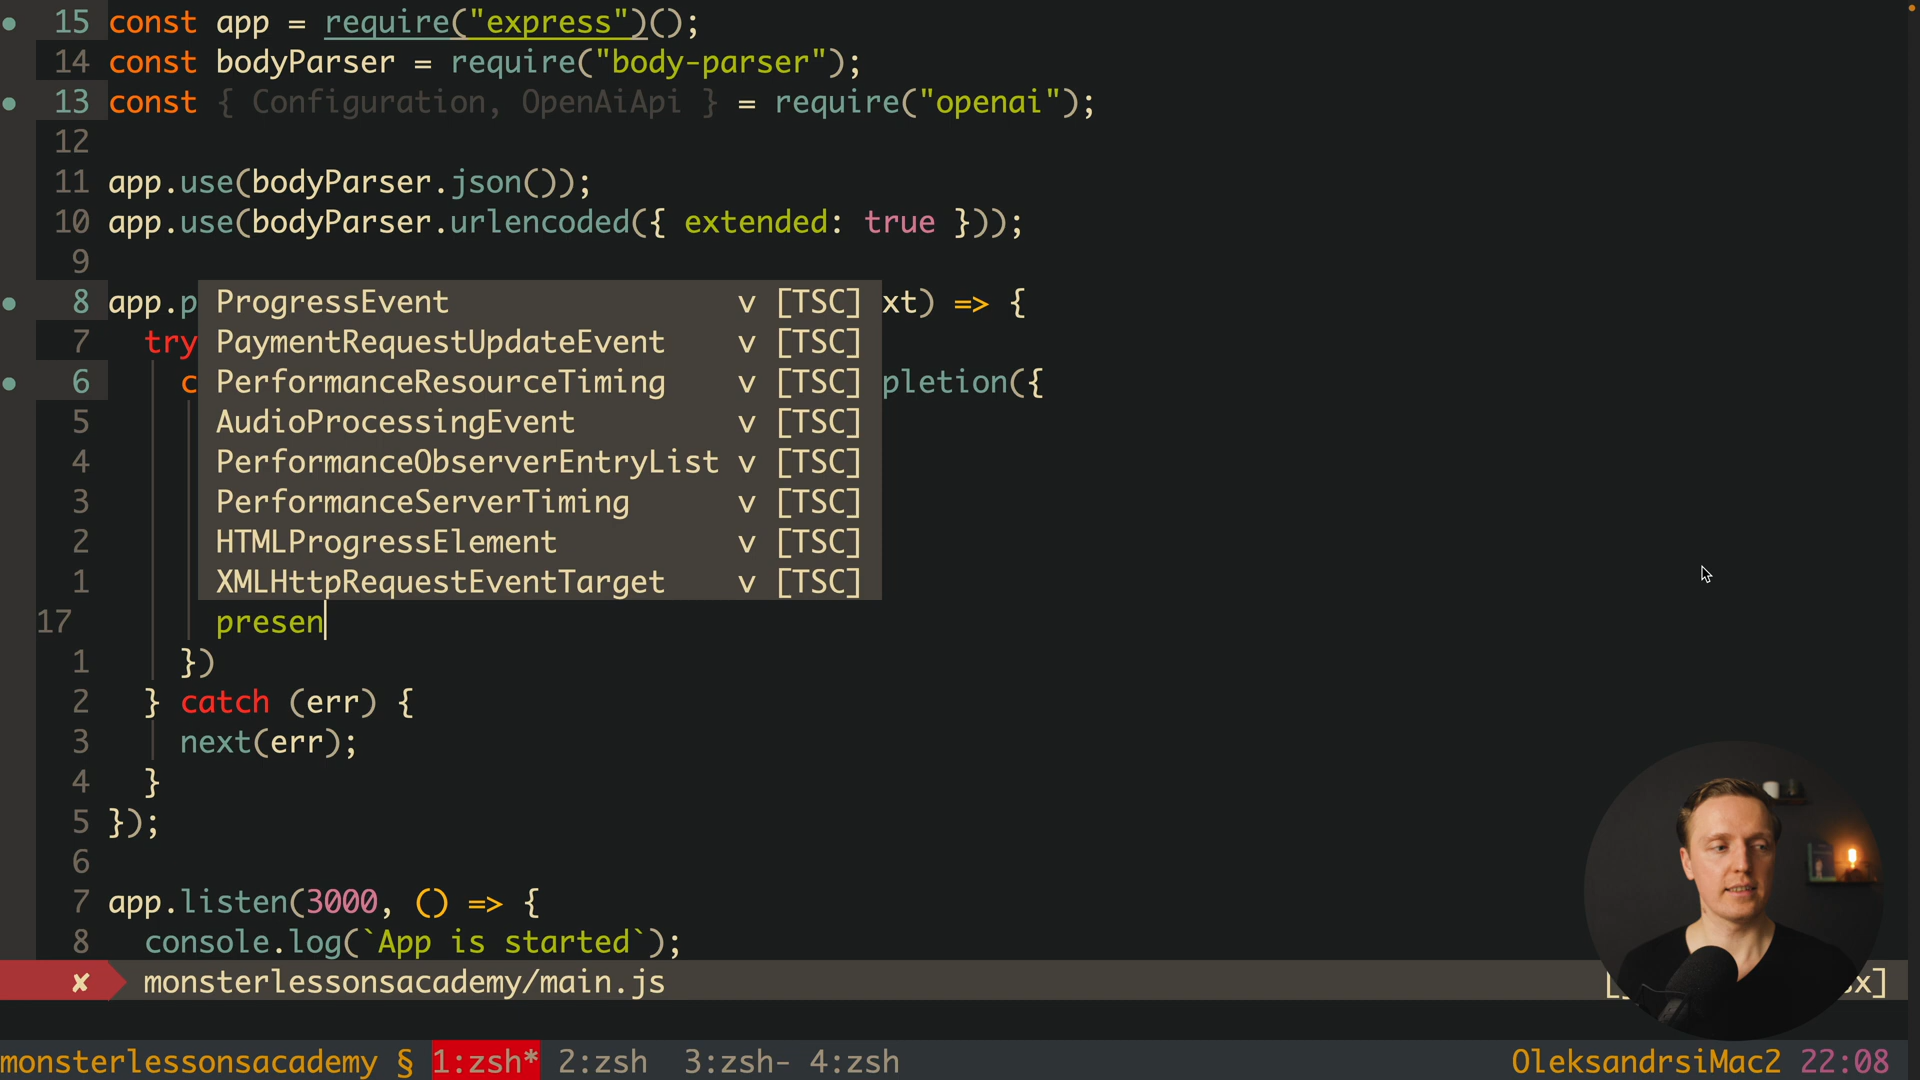 15 const app = require("express")();
14 const bodyParser = require("body-parser");
13 const { Configuration, OpenAiApi } = require("openai");
12
11 app.use(bodyParser.json());
10 app.use(bodyParser.urlencoded({ extended: true }));
9
8 app.p ProgressEvent v [TSC] xt) => {
7 try PaymentRequestUpdateEvent v [TSC]
6 c PerformanceResourceTiming v [TSC] pletion({
5 AudioProcessingEvent v [TSC]
4 PerformanceObserverEntryList v [TSC]
3 PerformanceServerTiming v [TSC]
2 HTMLProgressElement v [TSC]
1 XMLHttpRequestEventTarget v [TSC]
17 presen
1 })
2 } catch (err) {
3 next(err);
4 }
5 });
6
7 app.listen(3000, () => {
8 console.log(`App is started`);
✘ monsterlessonsacademy/main.js
monsterlessonsacademy § 1:zsh* 2:zsh 3:zsh- 4:zsh OleksandrsiMac2 22:08